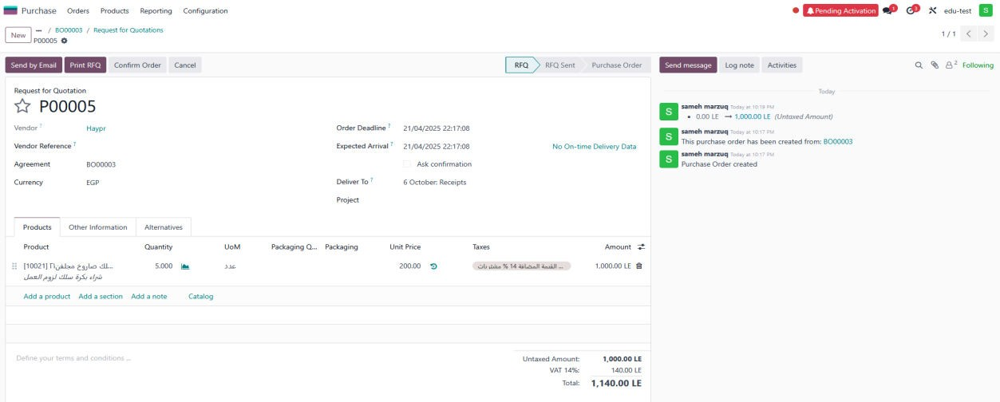 Purchase Orders Products Reporting Configuration
Pending Activation 1 3 edu-test S
New ... / BO00003 / Request for Quotations
P00005
1 / 1
Send by Email Print RFQ Confirm Order Cancel
RFQ RFQ Sent Purchase Order
Send message Log note Activities
2 Following
Request for Quotation
P00005
Vendor ? Haypr
Vendor Reference ?
Agreement BO00003
Currency EGP
Order Deadline ? 21/04/2025 22:17:08
Expected Arrival ? 21/04/2025 22:17:08 No On-time Delivery Data
Ask confirmation
Deliver To ? 6 October: Receipts
Project
Products Other Information Alternatives
Product Quantity UoM Packaging Q... Packaging Unit Price Taxes Amount
[10021] سلك صاروخ مجلفن... 5.000 عدد 200.00 القيمة المضافة 14 % مشتريات ... 1,000.00 LE
شراء بكرة سلك لزوم العمل
Add a product Add a section Add a note Catalog
Define your terms and conditions ...
Untaxed Amount: 1,000.00 LE
VAT 14%: 140.00 LE
Total: 1,140.00 LE
Today
S sameh marzuq Today at 10:19 PM
• 0.00 LE → 1,000.00 LE (Untaxed Amount)
S sameh marzuq Today at 10:17 PM
This purchase order has been created from: BO00003
S sameh marzuq Today at 10:17 PM
Purchase Order created